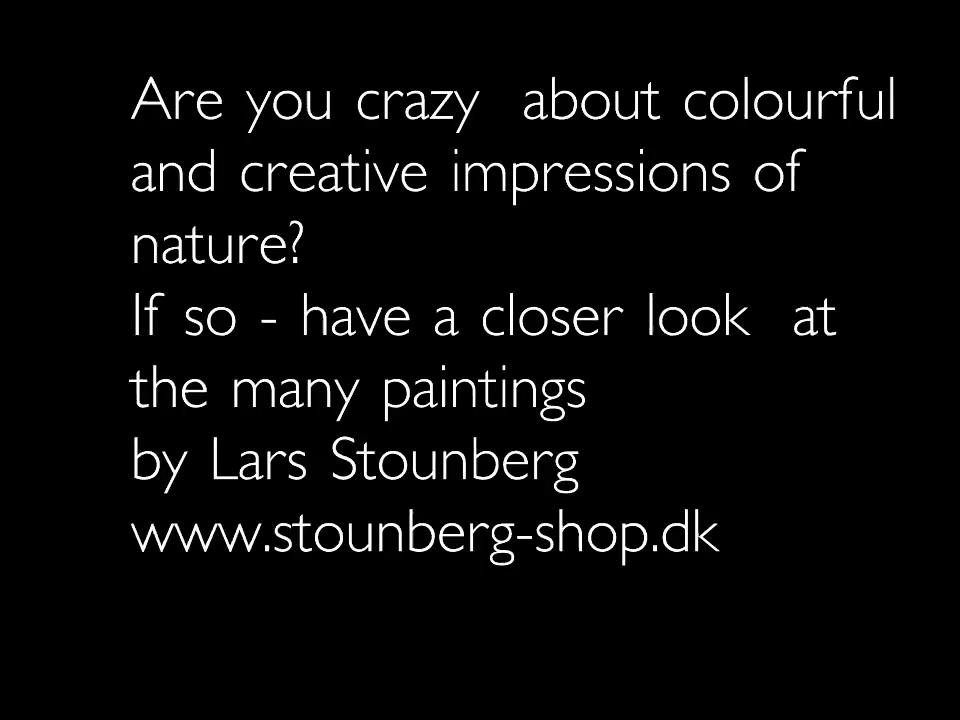 Are you crazy  about colourful
and creative impressions of
nature?
If so - have a closer look  at
the many paintings
by Lars Stounberg
www.stounberg-shop.dk